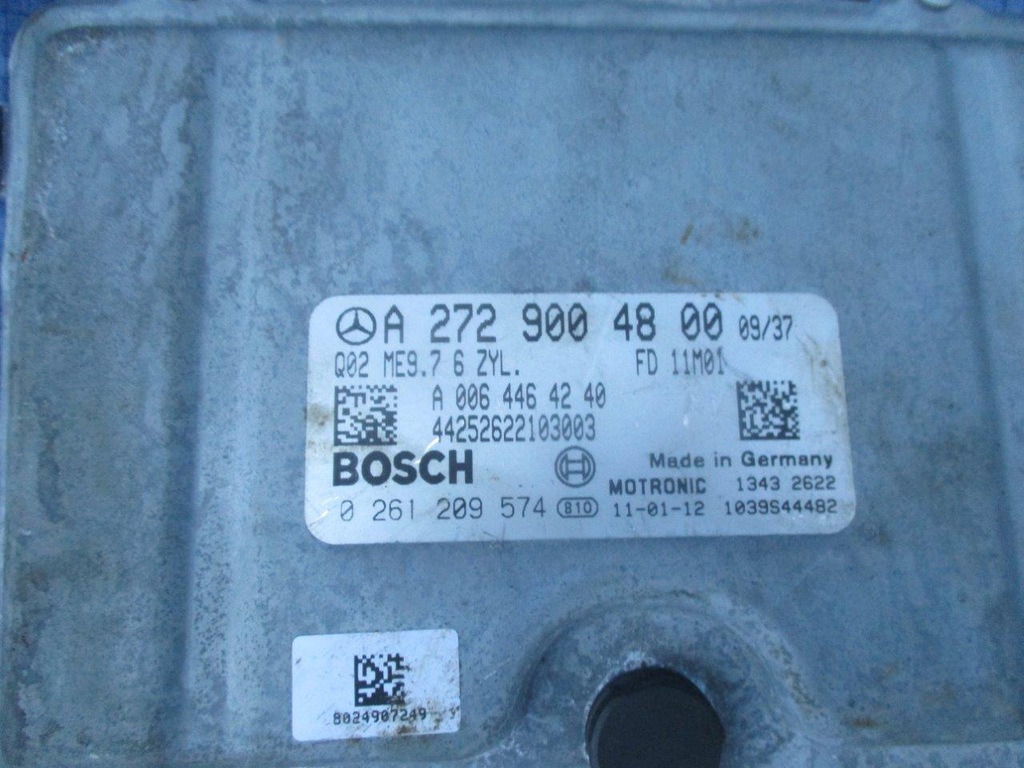 A 272 900 48 00 09/37
Q02 ME9.7 6 ZYL. FD 11M01
A 006 446 42 40
44252622103003
BOSCH Made in Germany
MOTRONIC 1343 2622
0 261 209 574 B10 11-01-12 1039S44482
8024907249